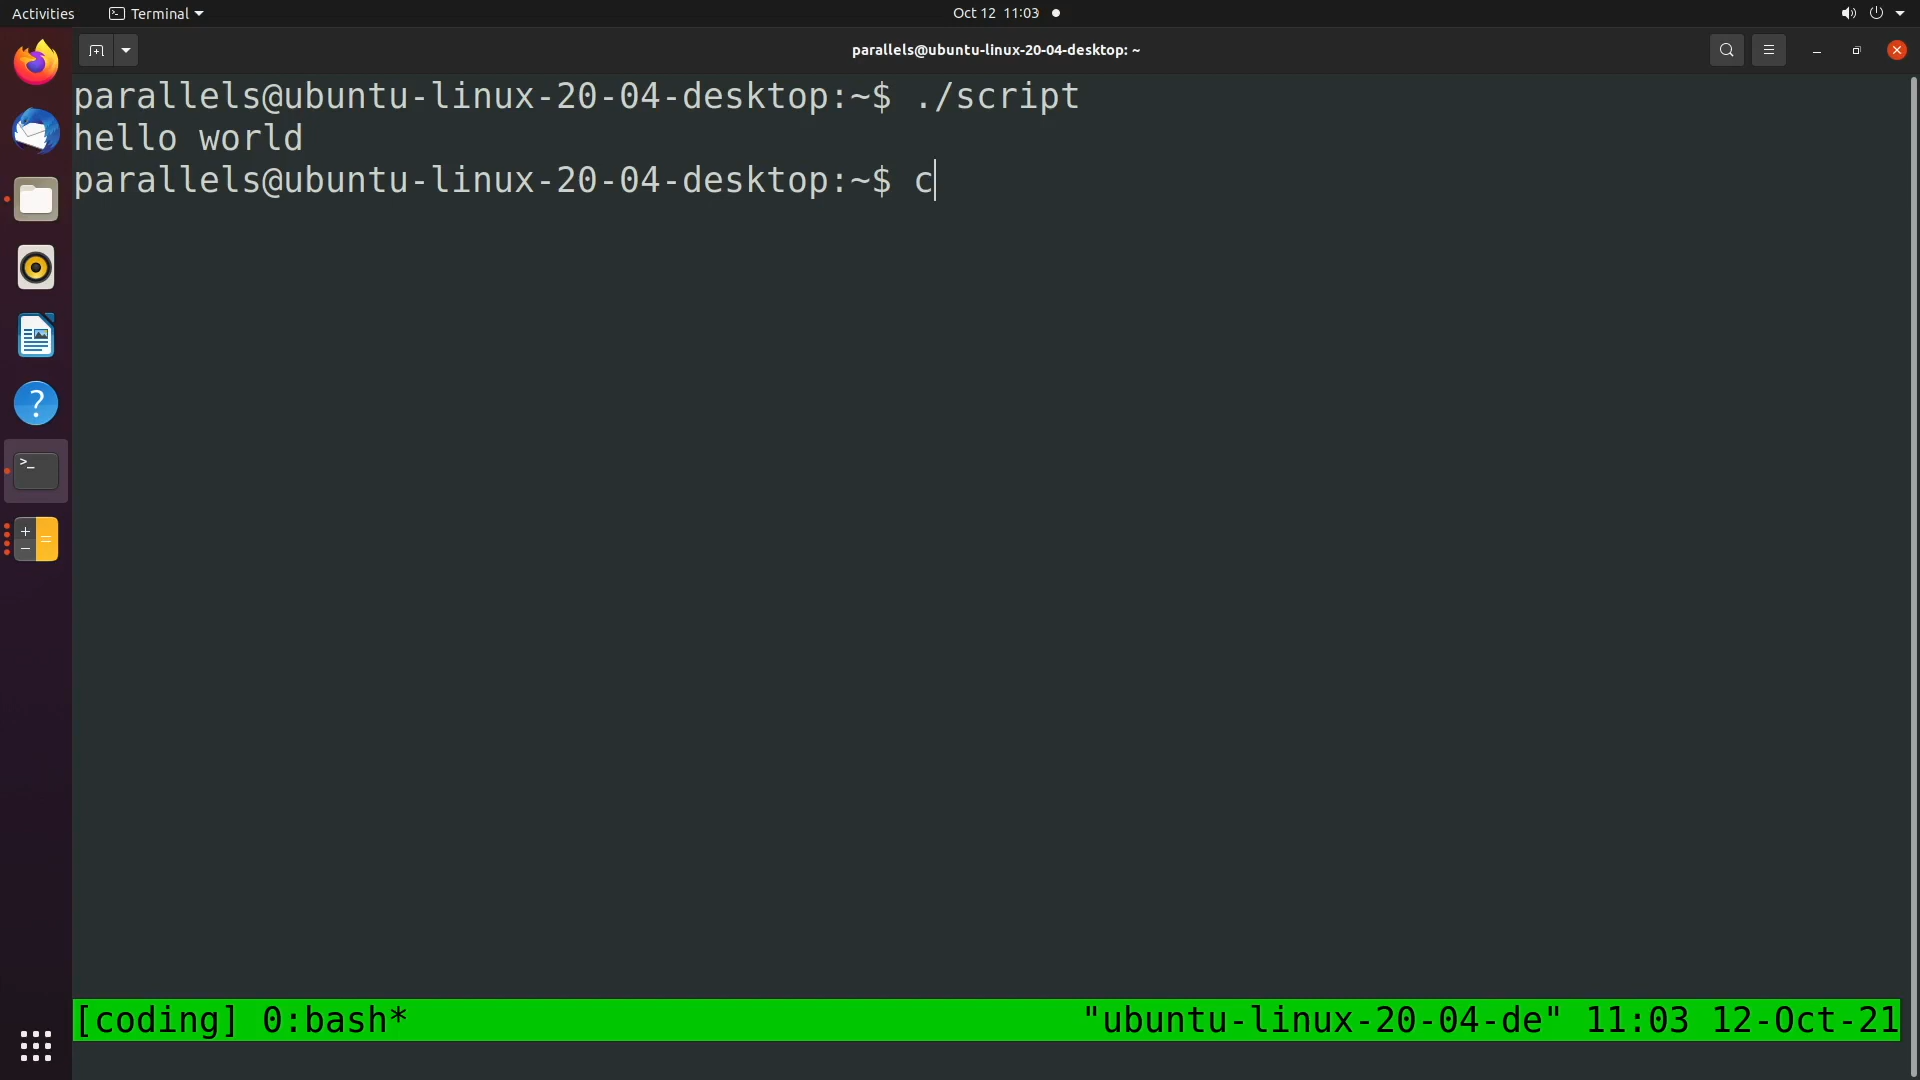 Activities Terminal Oct 12 11:03
parallels@ubuntu-linux-20-04-desktop: ~
parallels@ubuntu-linux-20-04-desktop:~$ ./script
hello world
parallels@ubuntu-linux-20-04-desktop:~$ c
[coding] 0:bash* "ubuntu-linux-20-04-de" 11:03 12-Oct-21